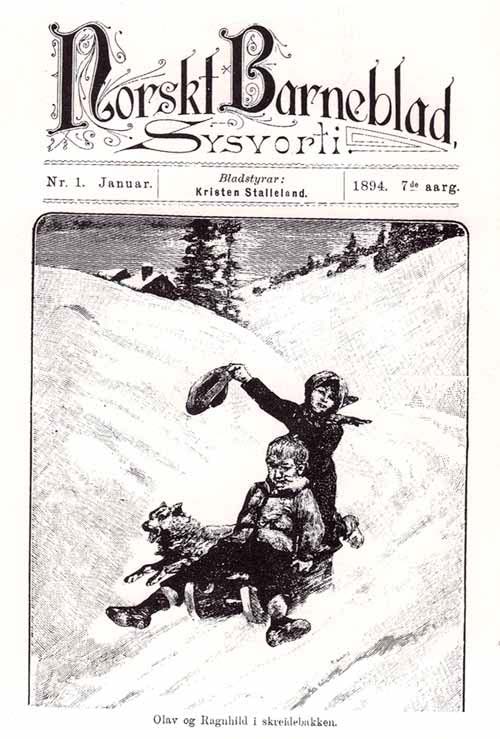 Norskt Barneblad,
Sysvorti.
Nr. 1. Januar.
Bladstyrar:
Kristen Stalleland.
1894. 7de aarg.
Olav og Ragnhild i skreidebakken.